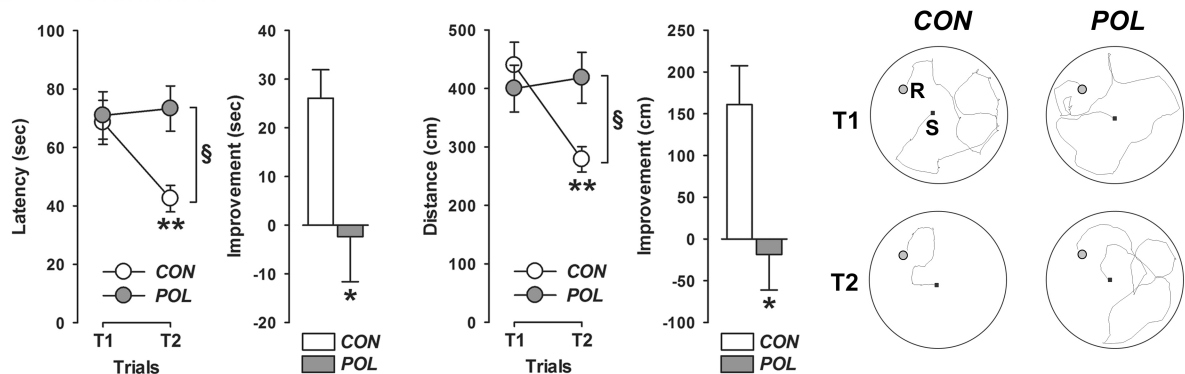 Latency (sec)
100
80
60
40
20
0
§
**
CON
POL
T1
T2
Trials
Improvement (sec)
40
30
20
10
0
-10
-20
*
CON
POL
Distance (cm)
500
400
300
200
100
0
§
**
CON
POL
T1
T2
Trials
Improvement (cm)
250
200
150
100
50
0
-50
-100
*
CON
POL
CON
POL
T1
R
S
T2